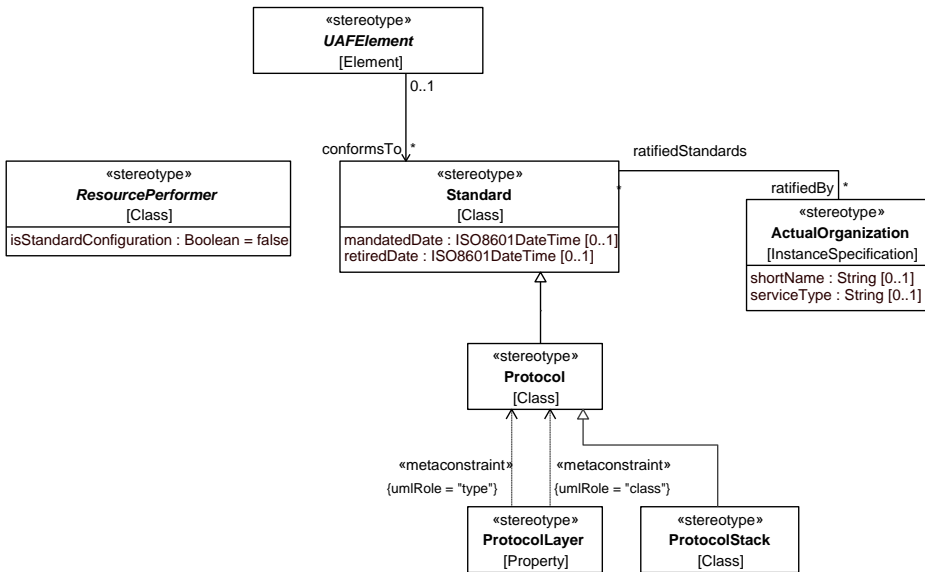 «stereotype»
UAFElement
[Element]
0..1
conformsTo
*
«stereotype»
ResourcePerformer
[Class]
isStandardConfiguration : Boolean = false
«stereotype»
Standard
[Class]
mandatedDate : ISO8601DateTime [0..1]
retiredDate : ISO8601DateTime [0..1]
ratifiedStandards
*
ratifiedBy
*
«stereotype»
ActualOrganization
[InstanceSpecification]
shortName : String [0..1]
serviceType : String [0..1]
«stereotype»
Protocol
[Class]
«metaconstraint»
{umlRole = "type"}
«metaconstraint»
{umlRole = "class"}
«stereotype»
ProtocolLayer
[Property]
«stereotype»
ProtocolStack
[Class]